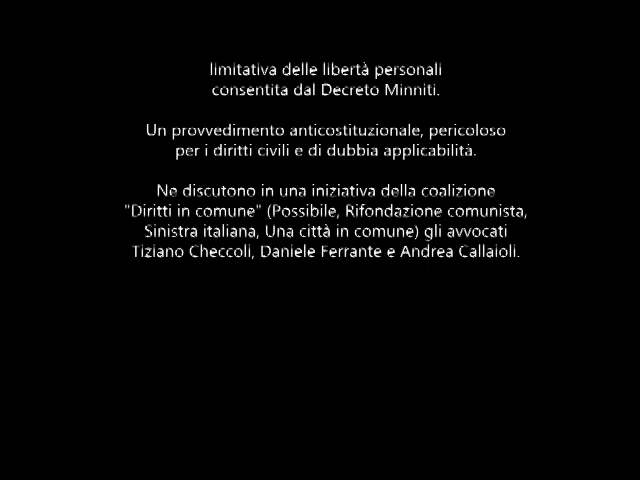 limitativa delle libertà personali
consentita dal Decreto Minniti.
Un provvedimento anticostituzionale, pericoloso
per i diritti civili e di dubbia applicabilità.
Ne discutono in una iniziativa della coalizione
"Diritti in comune" (Possibile, Rifondazione comunista,
Sinistra italiana, Una città in comune) gli avvocati
Tiziano Checcoli, Daniele Ferrante e Andrea Callaioli.